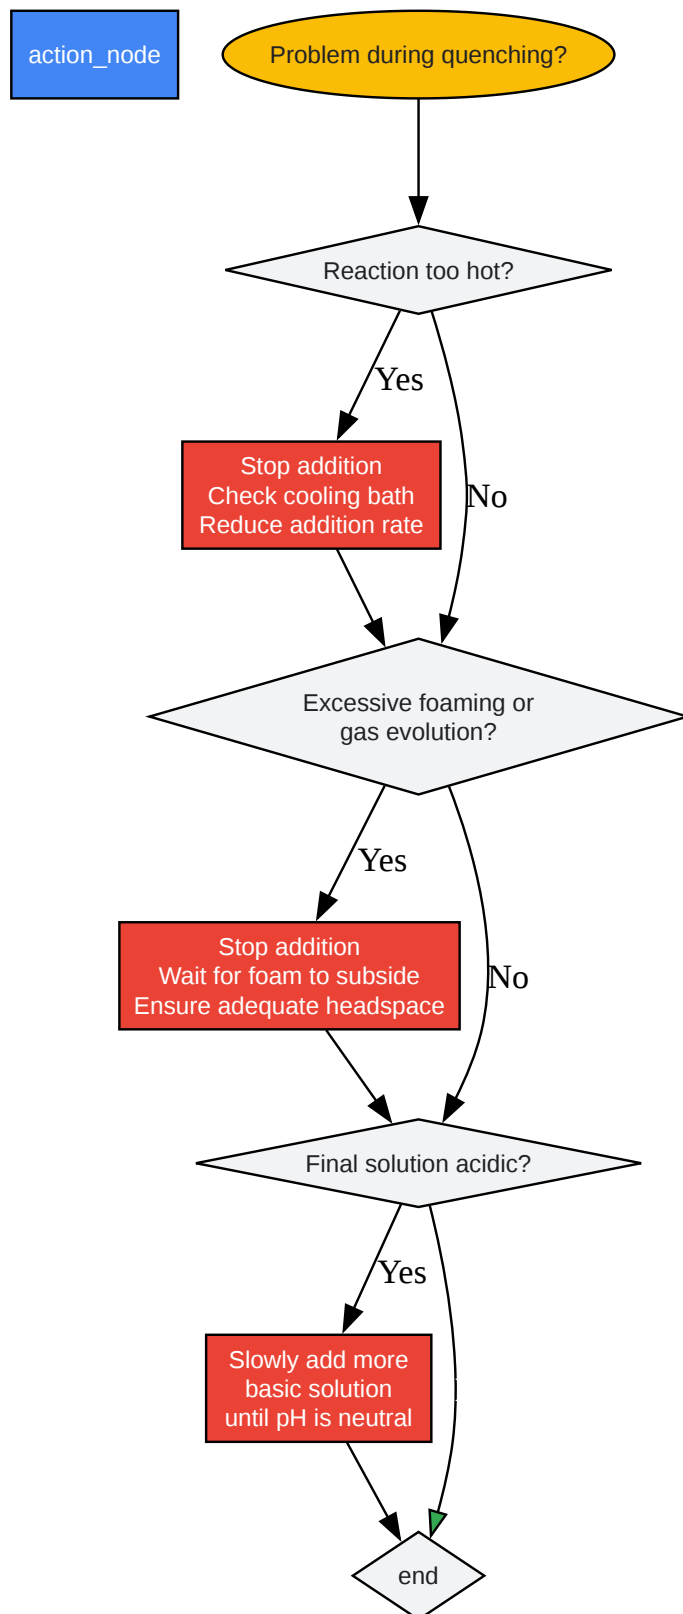 action_node
Problem during quenching?
Reaction too hot?
Yes
No
Stop addition
Check cooling bath
Reduce addition rate
Excessive foaming or
gas evolution?
Yes
No
Stop addition
Wait for foam to subside
Ensure adequate headspace
Final solution acidic?
Yes
Slowly add more
basic solution
until pH is neutral
end